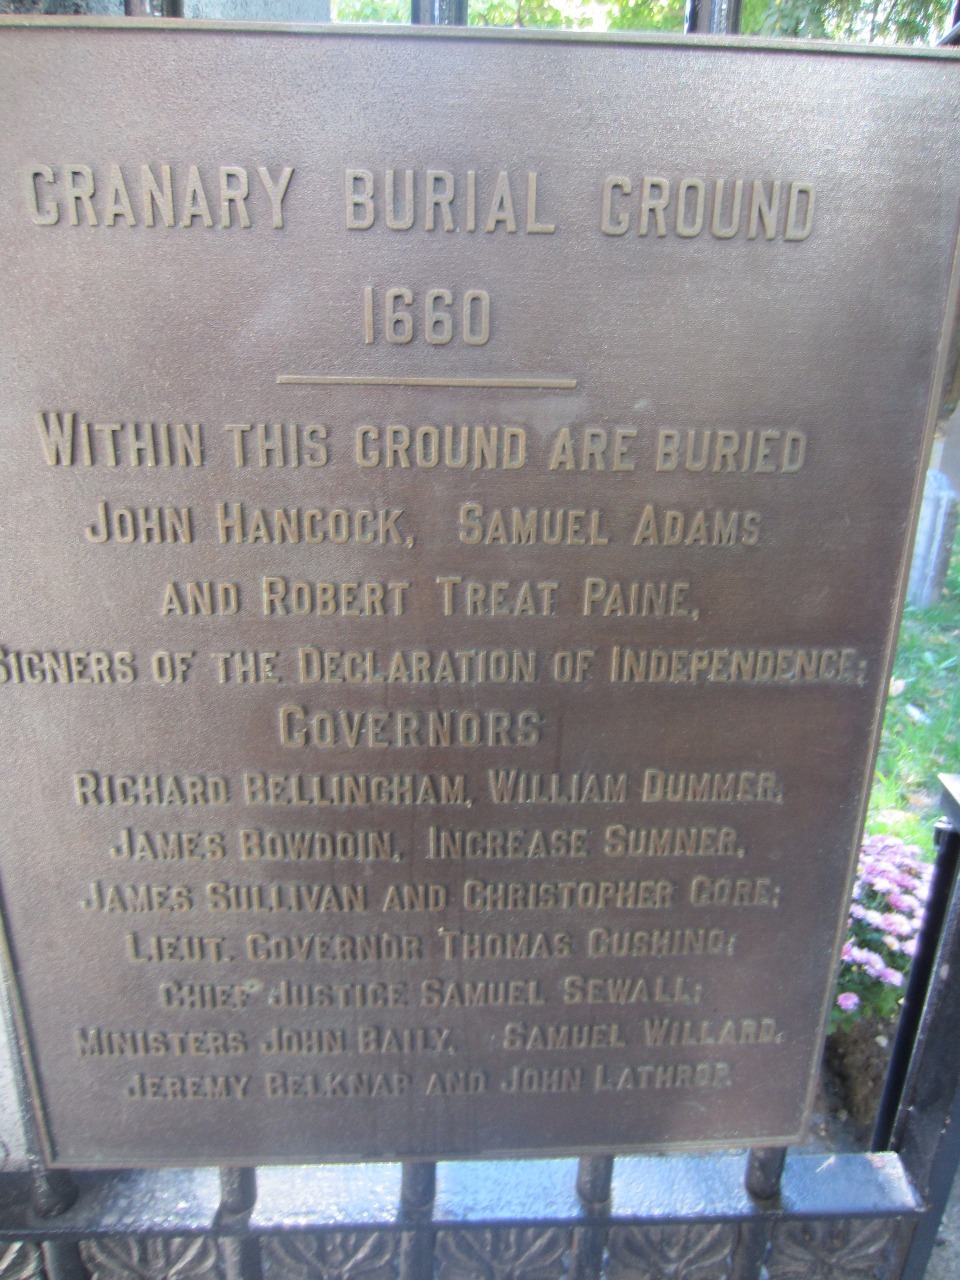 GRANARY BURIAL GROUND
1660
WITHIN THIS GROUND ARE BURIED
JOHN HANCOCK, SAMUEL ADAMS
AND ROBERT TREAT PAINE,
SIGNERS OF THE DECLARATION OF INDEPENDENCE;
GOVERNORS
RICHARD BELLINGHAM, WILLIAM DUMMER,
JAMES BOWDOIN, INCREASE SUMNER,
JAMES SULLIVAN AND CHRISTOPHER GORE;
LIEUT. GOVERNOR THOMAS CUSHING;
CHIEF JUSTICE SAMUEL SEWALL;
MINISTERS JOHN BAILY, SAMUEL WILLARD,
JEREMY BELKNAP AND JOHN LATHROP.